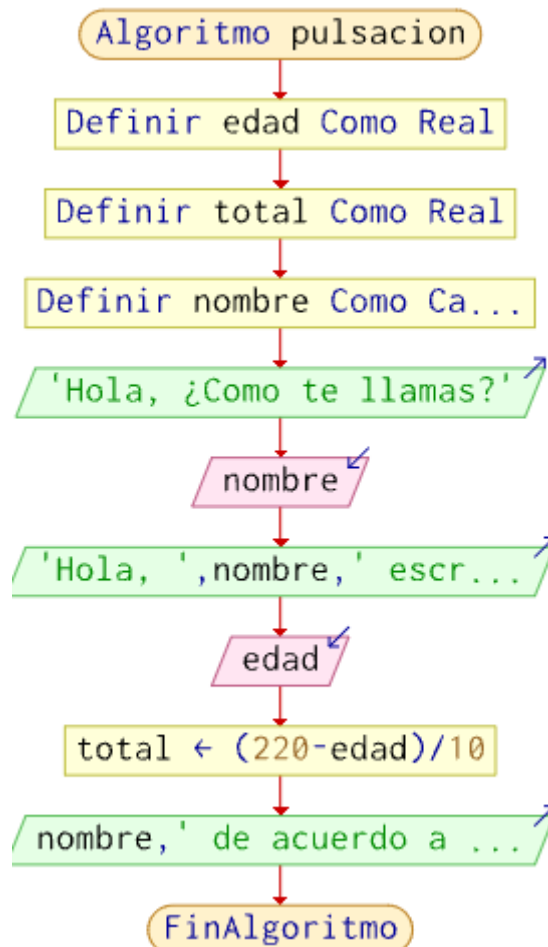 Algoritmo pulsacion
Definir edad Como Real
Definir total Como Real
Definir nombre Como Ca...
'Hola, ¿Como te llamas?'
nombre
'Hola, ',nombre,' escr...
edad
total ← (220-edad)/10
nombre,' de acuerdo a ...
FinAlgoritmo